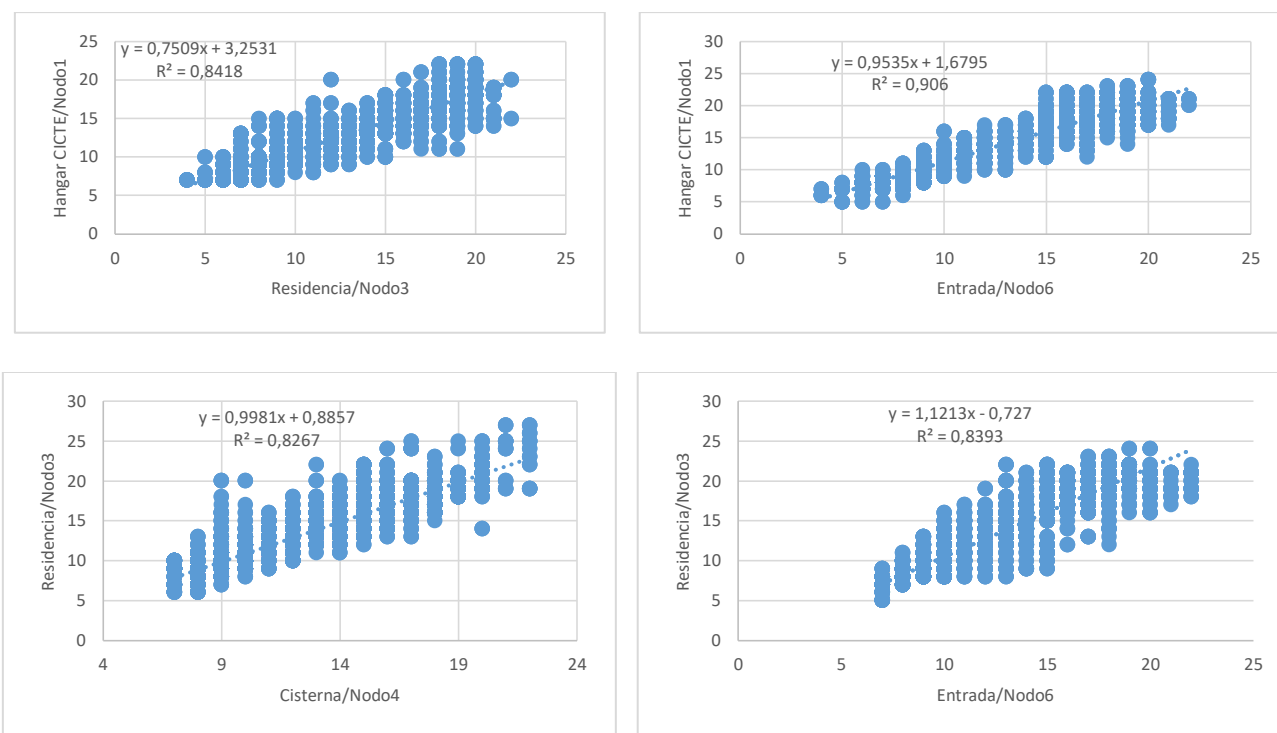 25
20
15
10
5
0
Hangar CICTE/Nodo1
y = 0,7509x + 3,2531
R² = 0,8418
0 5 10 15 20 25
Residencia/Nodo3
30
25
20
15
10
5
0
Hangar CICTE/Nodo1
y = 0,9535x + 1,6795
R² = 0,906
0 5 10 15 20 25
Entrada/Nodo6
30
25
20
15
10
5
0
Residencia/Nodo3
y = 0,9981x + 0,8857
R² = 0,8267
4 9 14 19 24
Cisterna/Nodo4
30
25
20
15
10
5
0
Residencia/Nodo3
y = 1,1213x - 0,727
R² = 0,8393
0 5 10 15 20 25
Entrada/Nodo6